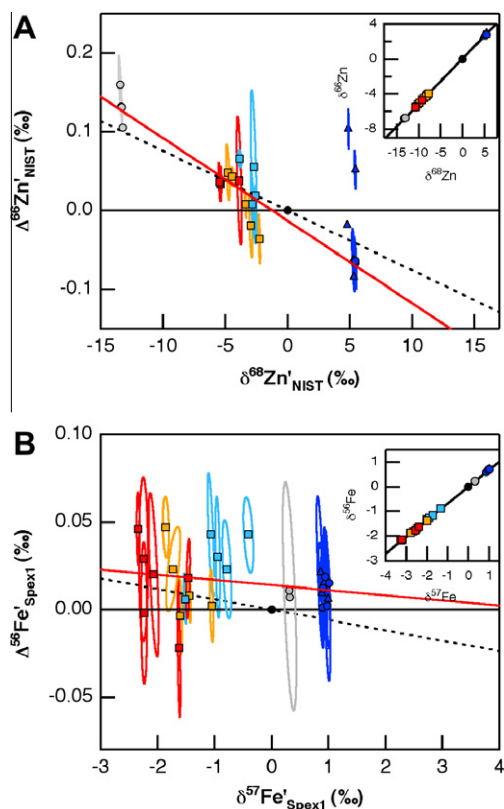 A
0.2
0.1
0.0
-0.1
Δ66Zn'NIST (‰)
-15 -10 -5 0 5 10 15
δ68Zn'NIST (‰)
4
0
-4
-8
δ66Zn
-15 -10 -5 0 5
δ68Zn
B
0.10
0.05
0.00
-0.05
Δ56Fe'Spex1 (‰)
-3 -2 -1 0 1 2 3 4
δ57Fe'Spex1 (‰)
1
0
-1
-2
-3
δ56Fe
-4 -3 -2 -1 0 1
δ57Fe